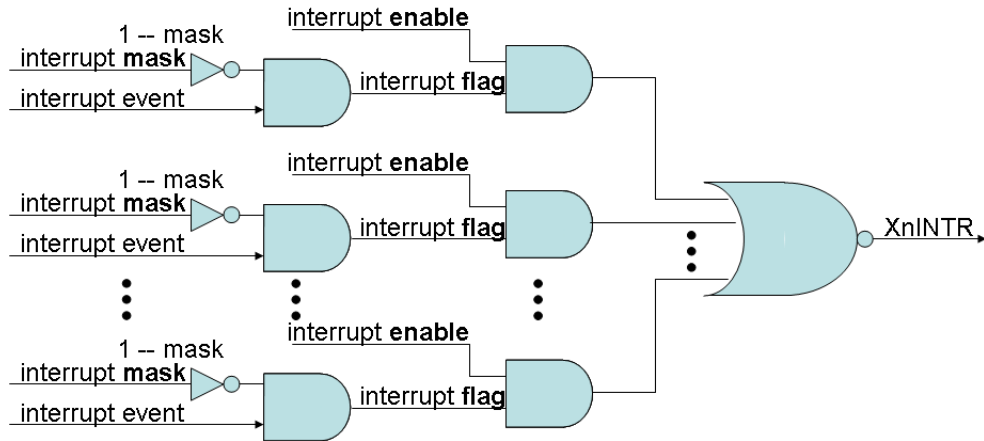 interrupt enable
1 -- mask
interrupt mask
interrupt flag
interrupt event
interrupt enable
1 -- mask
interrupt mask
interrupt flag
interrupt event
XnINTR
interrupt enable
1 -- mask
interrupt mask
interrupt flag
interrupt event